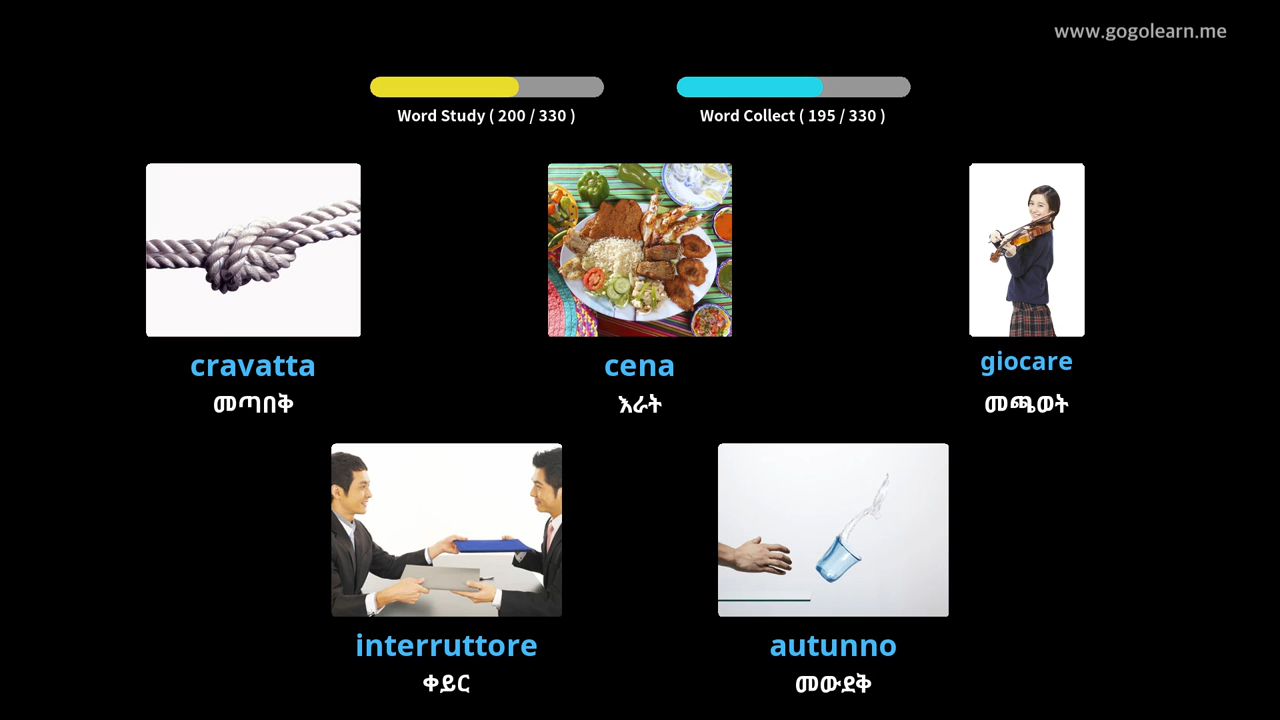 www.gogolearn.me
Word Study ( 200 / 330 )
Word Collect ( 195 / 330 )
cravatta
መጣበቅ
cena
እራት
giocare
መጫወት
interruttore
ቀይር
autunno
መውደቅ